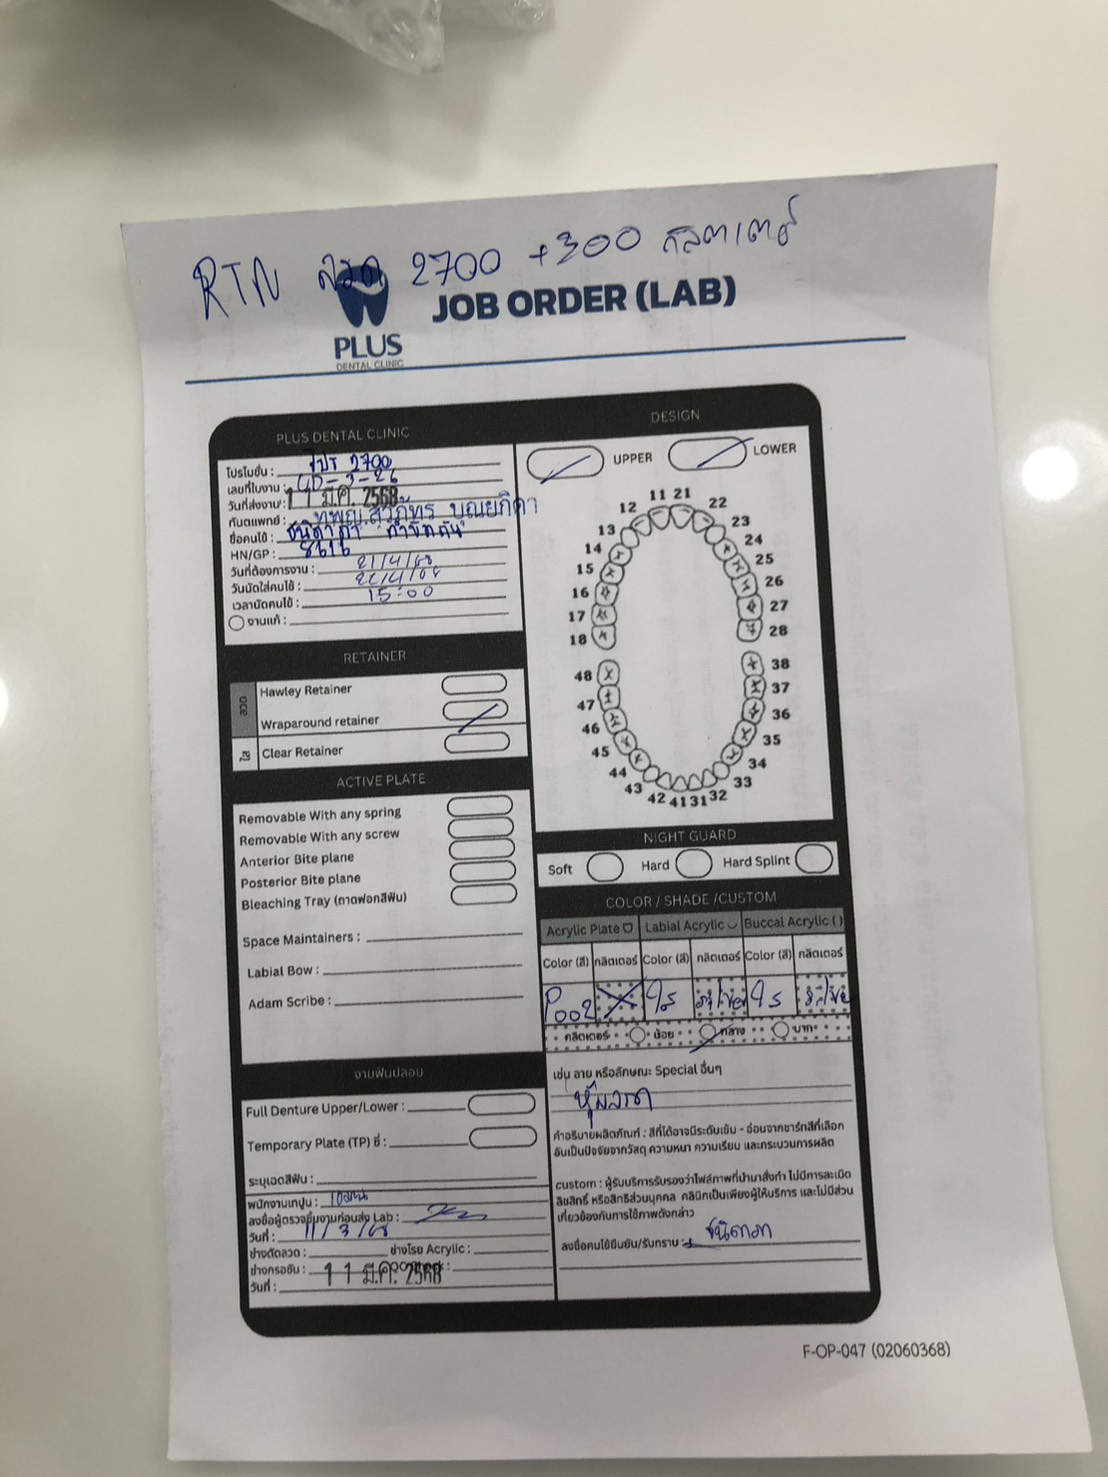 RTN ลวด 2700 +300 กลิตเตอร์
JOB ORDER (LAB)
PLUS
DENTAL CLINIC
PLUS DENTAL CLINIC
โปรโมชั่น : โปร 2700
เลขที่ใบงาน : CD-3-26
วันที่ส่งงาน : 11 มี.ค. 2568
ทันตแพทย์ : ทพญ.สุวภัทร บุณยภิดา
ชื่อคนไข้ : ชนิดาภา
HN/GP : 8616
วันที่ต้องการงาน : 21/4/68
วันนัดใส่คนไข้ :
เวลานัดคนไข้ : 15:00
งานแก้ :
RETAINER
ลวด
Hawley Retainer
Wraparound retainer
ใส
Clear Retainer
ACTIVE PLATE
Removable With any spring
Removable With any screw
Anterior Bite plane
Posterior Bite plane
Bleaching Tray (ถาดฟอกสีฟัน)
Space Maintainers :
Labial Bow :
Adam Scribe :
งานฟันปลอม
Full Denture Upper/Lower :
Temporary Plate (TP) ซี่ :
ระบุเฉดสีฟัน :
พนักงานเทปูน :
ลงชื่อผู้ตรวจชิ้นงานก่อนส่ง Lab :
วันที่ : 11/3/68
ช่างดัดลวด : ช่างโรย Acrylic :
ช่างกรอขัด :
วันที่ : 11 มี.ค. 2568
DESIGN
UPPER LOWER
11 21
12 22
13 23
14 24
15 25
16 26
17 27
18 28
48 38
47 37
46 36
45 35
44 34
43 33
42 41 31 32
NIGHT GUARD
Soft Hard Hard Splint
COLOR / SHADE /CUSTOM
Acrylic Plate Labial Acrylic Buccal Acrylic ( )
Color (สี) กลิตเตอร์ Color (สี) กลิตเตอร์ Color (สี) กลิตเตอร์
P002 ใส silver ใส silver
กลิตเตอร์ น้อย กลาง มาก
เช่น ลาย หรือลักษณะ Special อื่นๆ
คำอธิบายผลิตภัณฑ์ : สีที่ได้อาจมีระดับเข้ม - อ่อนจากชาร์ทสีที่เลือก
อันเป็นปัจจัยจากวัสดุ ความหนา ความเรียบ และกระบวนการผลิต
custom : ผู้รับบริการรับรองว่าไฟล์ภาพที่นำมาสั่งทำ ไม่มีการละเมิด
ลิขสิทธิ์ หรือสิทธิส่วนบุคคล คลินิกเป็นเพียงผู้ให้บริการ และไม่มีส่วน
เกี่ยวข้องกับการใช้ภาพดังกล่าว
ลงชื่อคนไข้ยืนยัน/รับทราบ : ชนิดาภา
F-OP-047 (02060368)